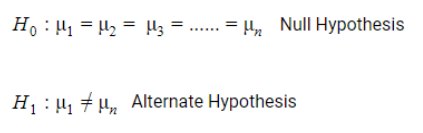 H₀ : μ₁ = μ₂ = μ₃ = ...... = μₙ Null Hypothesis
H₁ : μ₁ ≠ μₙ Alternate Hypothesis